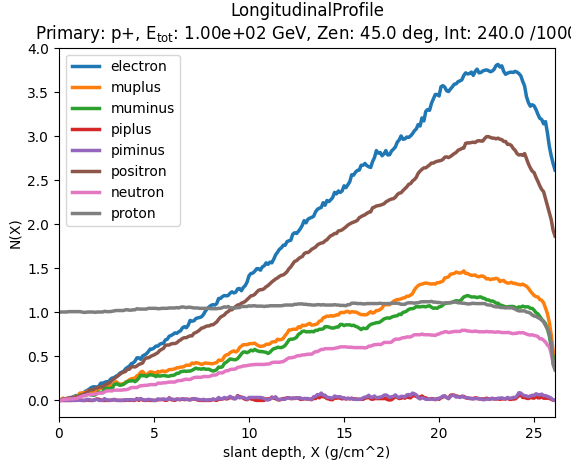 LongitudinalProfile
Primary: p+, Etot: 1.00e+02 GeV, Zen: 45.0 deg, Int: 240.0 /1000
electron
muplus
muminus
piplus
piminus
positron
neutron
proton
N(X)
4.0
3.5
3.0
2.5
2.0
1.5
1.0
0.5
0.0
0
5
10
15
20
25
slant depth, X (g/cm^2)